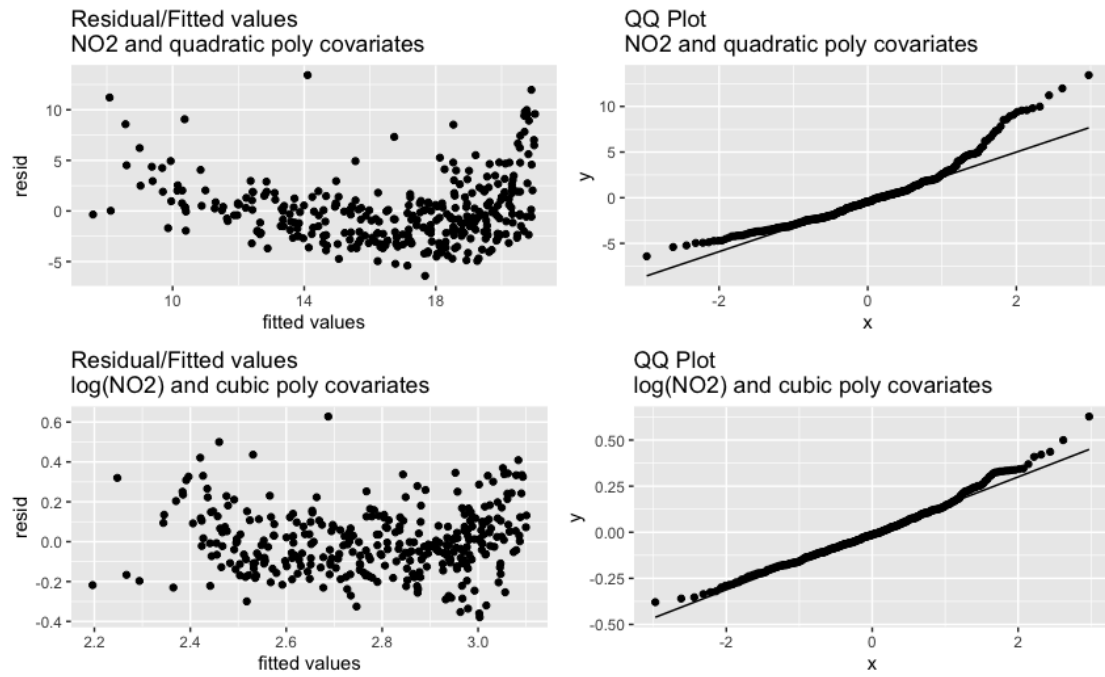 Residual/Fitted values
NO2 and quadratic poly covariates
10
5
0
-5
resid
10
14
18
fitted values
QQ Plot
NO2 and quadratic poly covariates
10
5
0
-5
y
-2
0
2
x
Residual/Fitted values
log(NO2) and cubic poly covariates
0.6
0.4
0.2
0.0
-0.2
-0.4
resid
2.2
2.4
2.6
2.8
3.0
fitted values
QQ Plot
log(NO2) and cubic poly covariates
0.50
0.25
0.00
-0.25
-0.50
y
-2
0
2
x